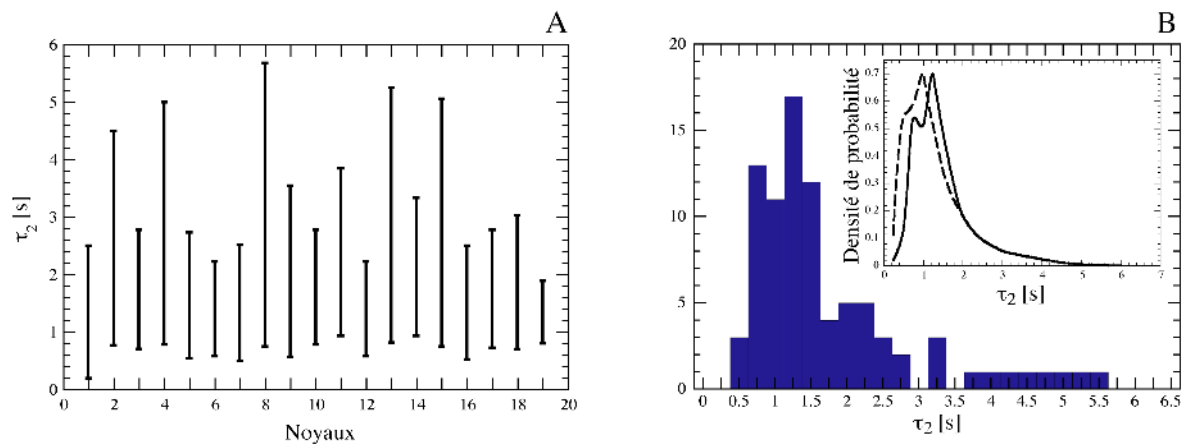 A
6
5
4
3
2
1
0
τ₂ [s]
0 2 4 6 8 10 12 14 16 18 20
Noyaux
B
20
15
10
5
0
0 0.5 1 1.5 2 2.5 3 3.5 4 4.5 5 5.5 6 6.5
τ₂ [s]
Densité de probabilité
0.7
0.6
0.5
0.4
0.3
0.2
0.1
0
0 1 2 3 4 5 6 7
τ₂ [s]